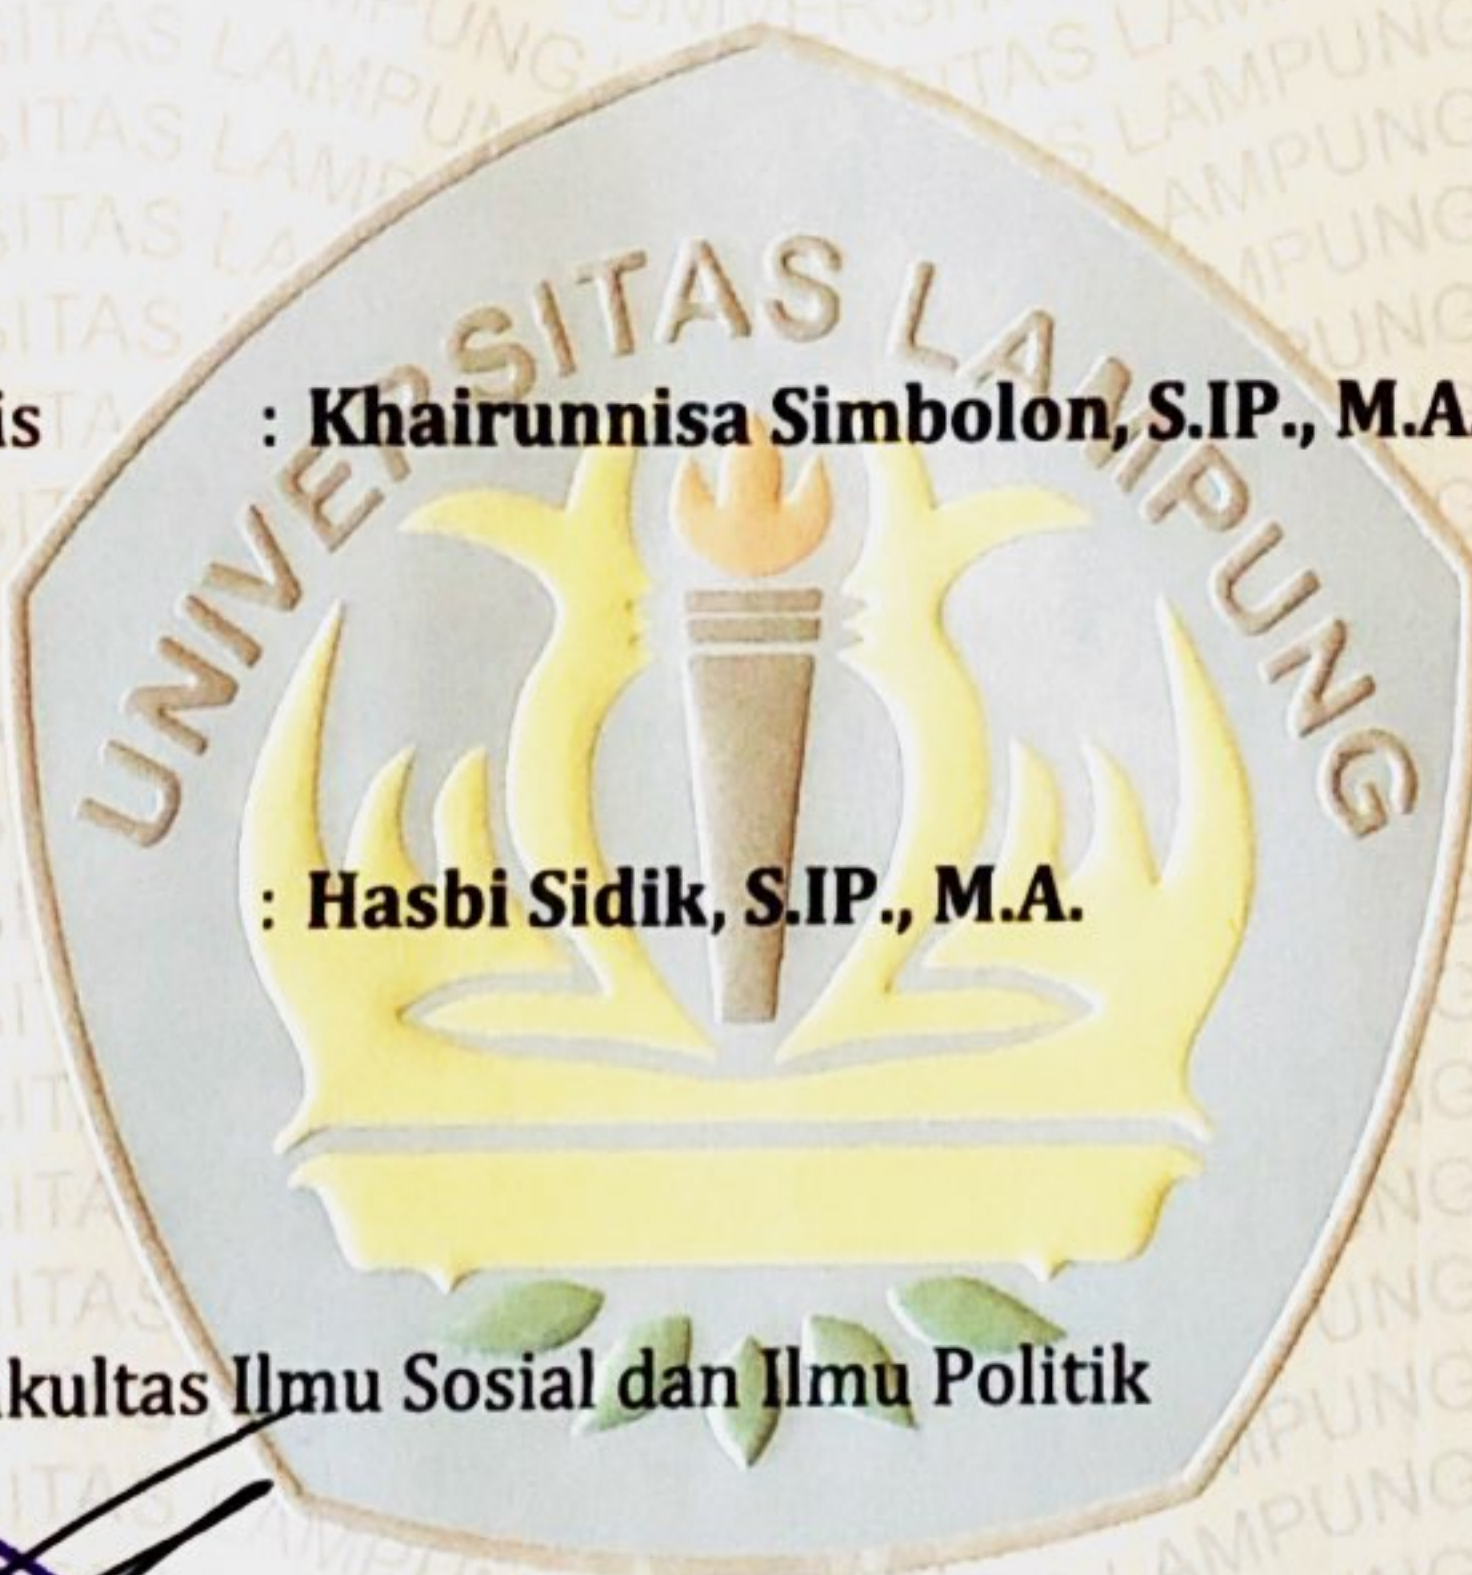 UNIVERSITAS LAMPUNG
is : Khairunnisa Simbolon, S.IP., M.A.
: Hasbi Sidik, S.IP., M.A.
kultas Ilmu Sosial dan Ilmu Politik